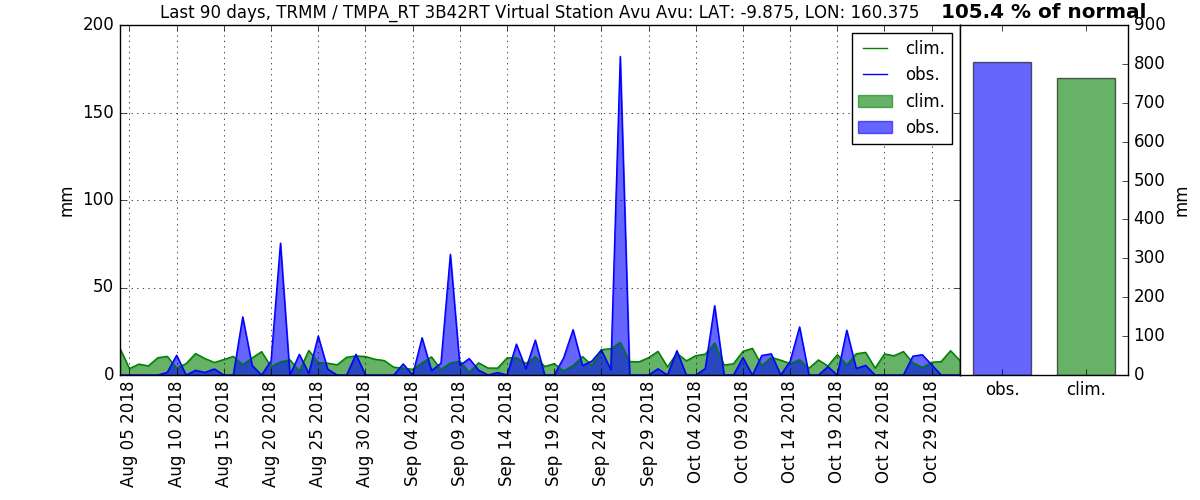 Last 90 days, TRMM / TMPA_RT 3B42RT Virtual Station Avu Avu: LAT: -9.875, LON: 160.375
105.4 % of normal
200
150
100
50
0
mm
clim.
obs.
clim.
obs.
900
800
700
600
500
400
300
200
100
0
mm
obs.
clim.
Aug 05 2018
Aug 10 2018
Aug 15 2018
Aug 20 2018
Aug 25 2018
Aug 30 2018
Sep 04 2018
Sep 09 2018
Sep 14 2018
Sep 19 2018
Sep 24 2018
Sep 29 2018
Oct 04 2018
Oct 09 2018
Oct 14 2018
Oct 19 2018
Oct 24 2018
Oct 29 2018